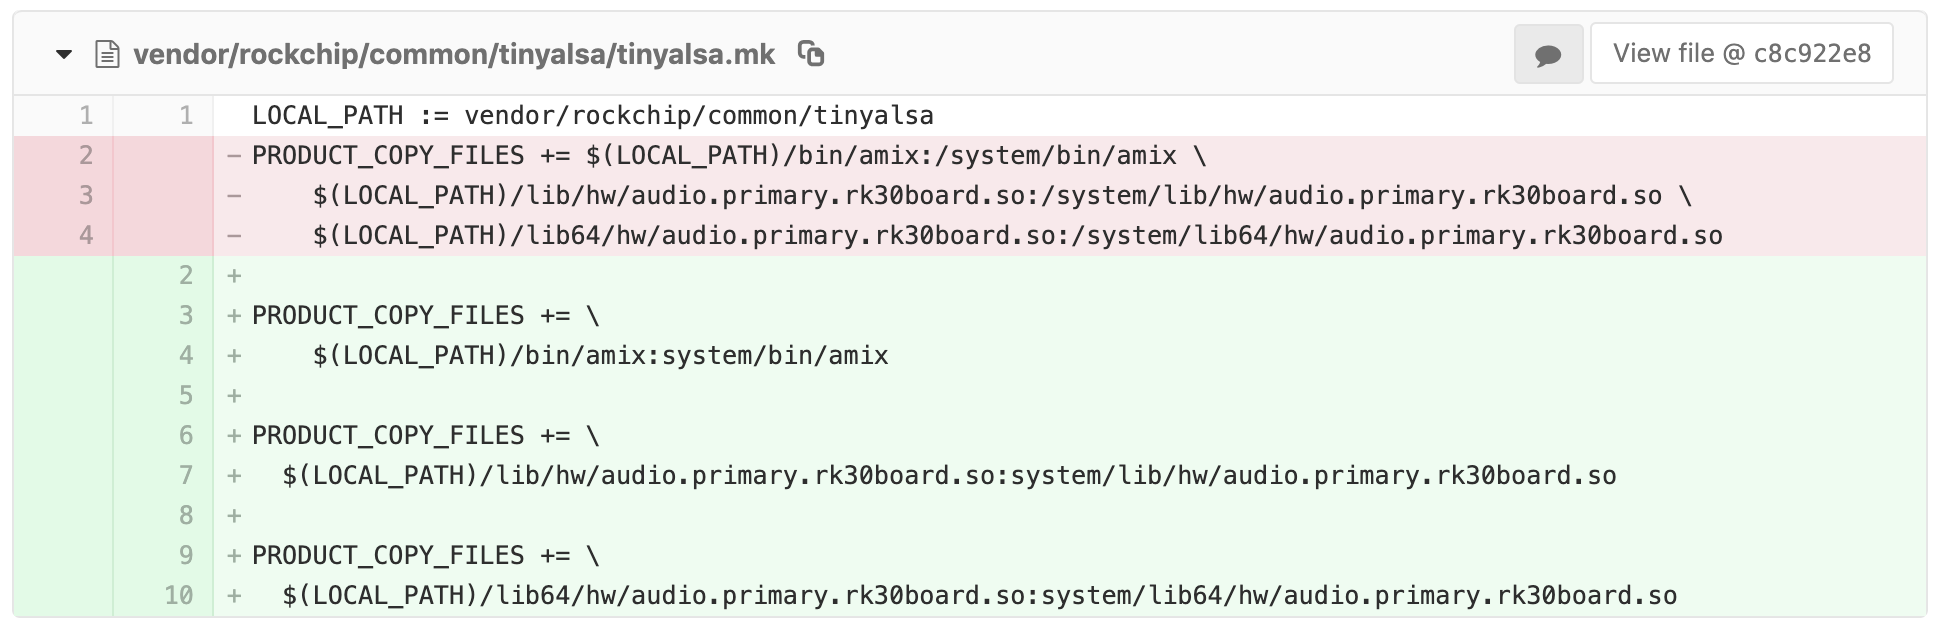 vendor/rockchip/common/tinyalsa/tinyalsa.mk View file @ c8c922e8
1 1 LOCAL_PATH := vendor/rockchip/common/tinyalsa
2 - PRODUCT_COPY_FILES += $(LOCAL_PATH)/bin/amix:/system/bin/amix \
3 -     $(LOCAL_PATH)/lib/hw/audio.primary.rk30board.so:/system/lib/hw/audio.primary.rk30board.so \
4 -     $(LOCAL_PATH)/lib64/hw/audio.primary.rk30board.so:/system/lib64/hw/audio.primary.rk30board.so
2 +
3 + PRODUCT_COPY_FILES += \
4 +     $(LOCAL_PATH)/bin/amix:system/bin/amix
5 +
6 + PRODUCT_COPY_FILES += \
7 +   $(LOCAL_PATH)/lib/hw/audio.primary.rk30board.so:system/lib/hw/audio.primary.rk30board.so
8 +
9 + PRODUCT_COPY_FILES += \
10 +   $(LOCAL_PATH)/lib64/hw/audio.primary.rk30board.so:system/lib64/hw/audio.primary.rk30board.so